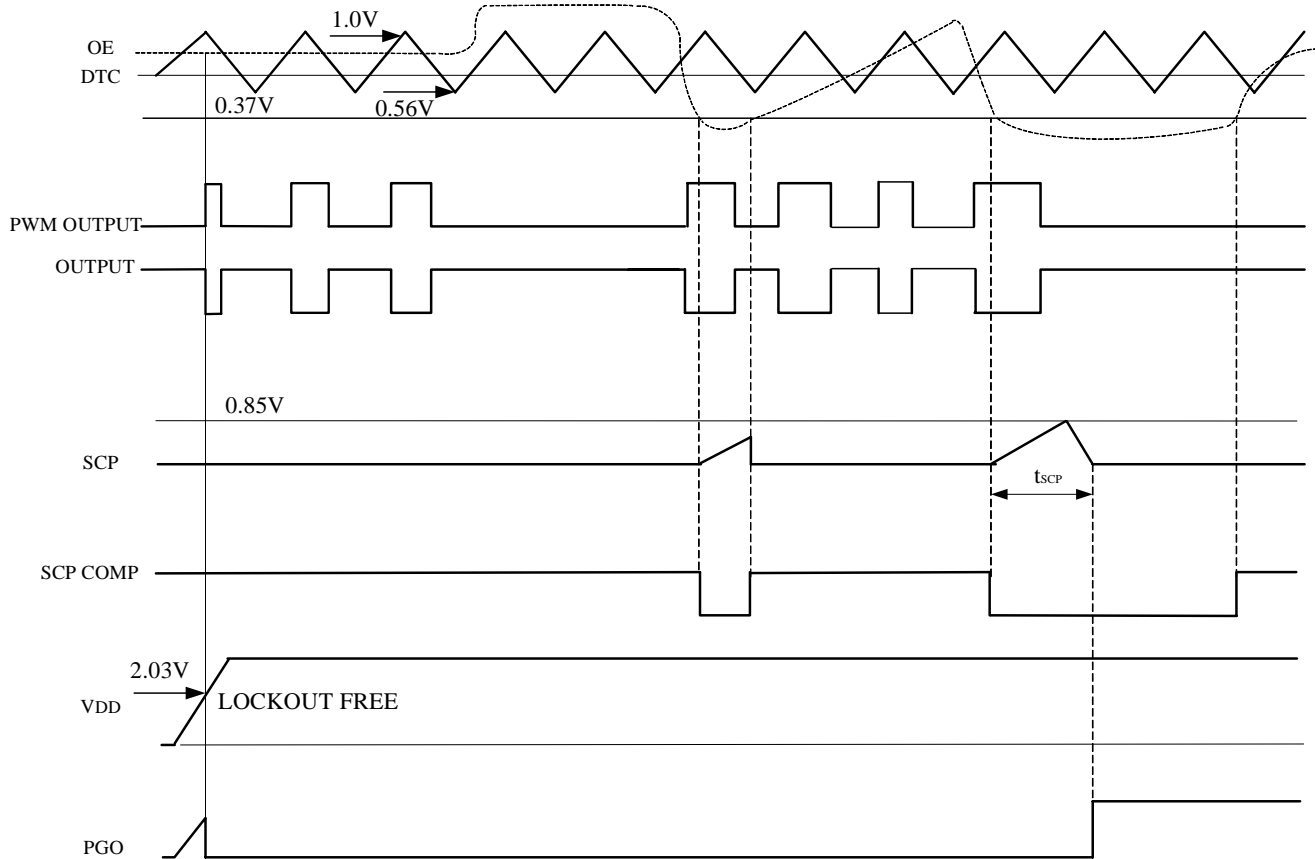 1.0V
OE
DTC
0.37V
0.56V
PWM OUTPUT
OUTPUT
0.85V
SCP
tSCP
SCP COMP
2.03V
VDD
LOCKOUT FREE
PGO